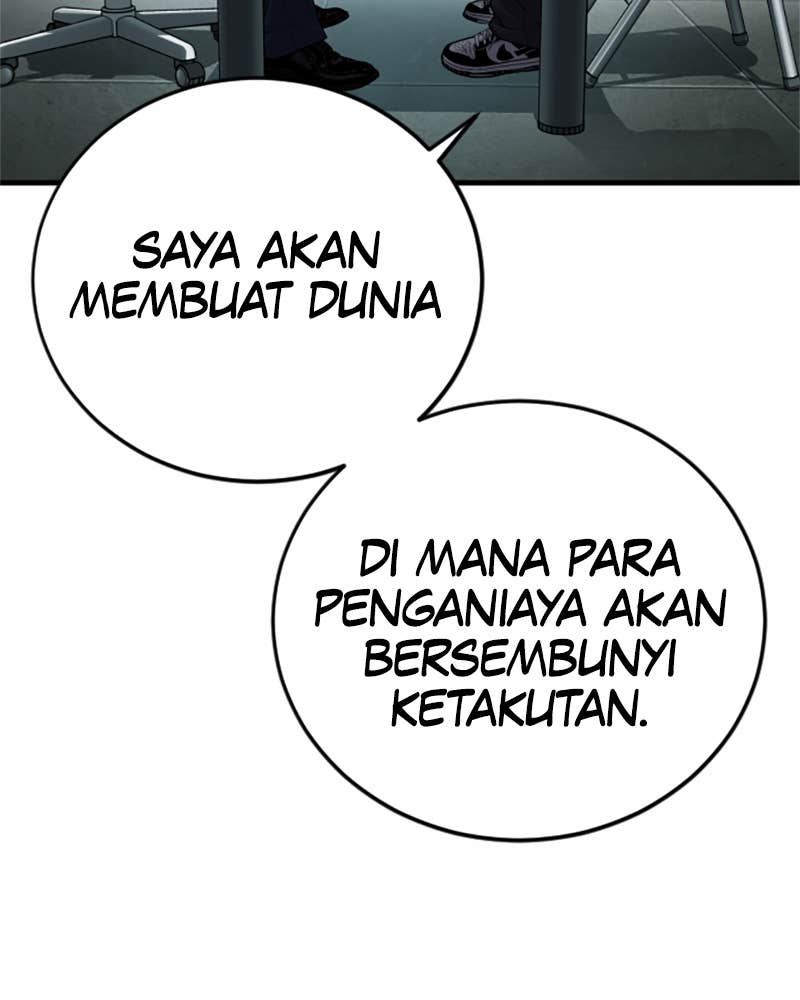 SAYA AKAN
MEMBUAT DUNIA
DI MANA PARA
PENGANIAYA AKAN
BERSEMBUNYI
KETAKUTAN.